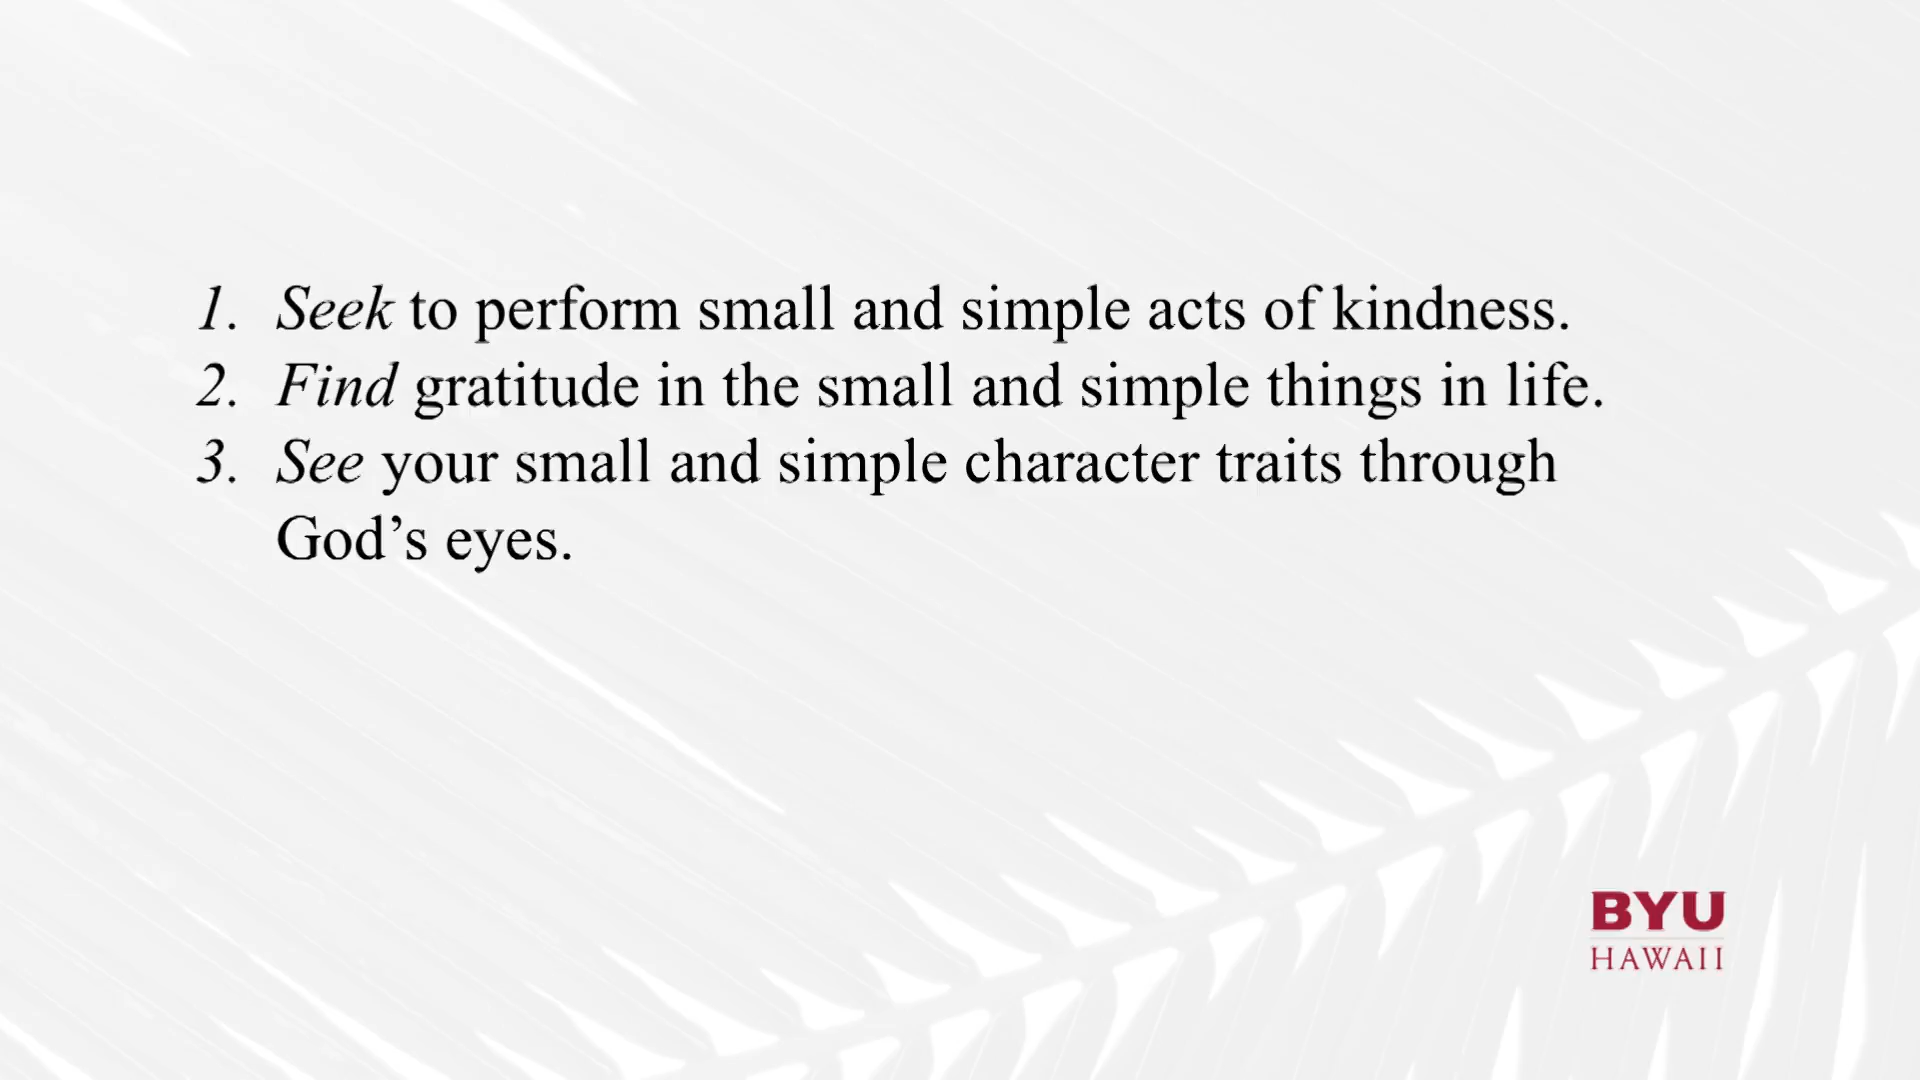 1. Seek to perform small and simple acts of kindness.
2. Find gratitude in the small and simple things in life.
3. See your small and simple character traits through
God’s eyes.
BYU
HAWAII